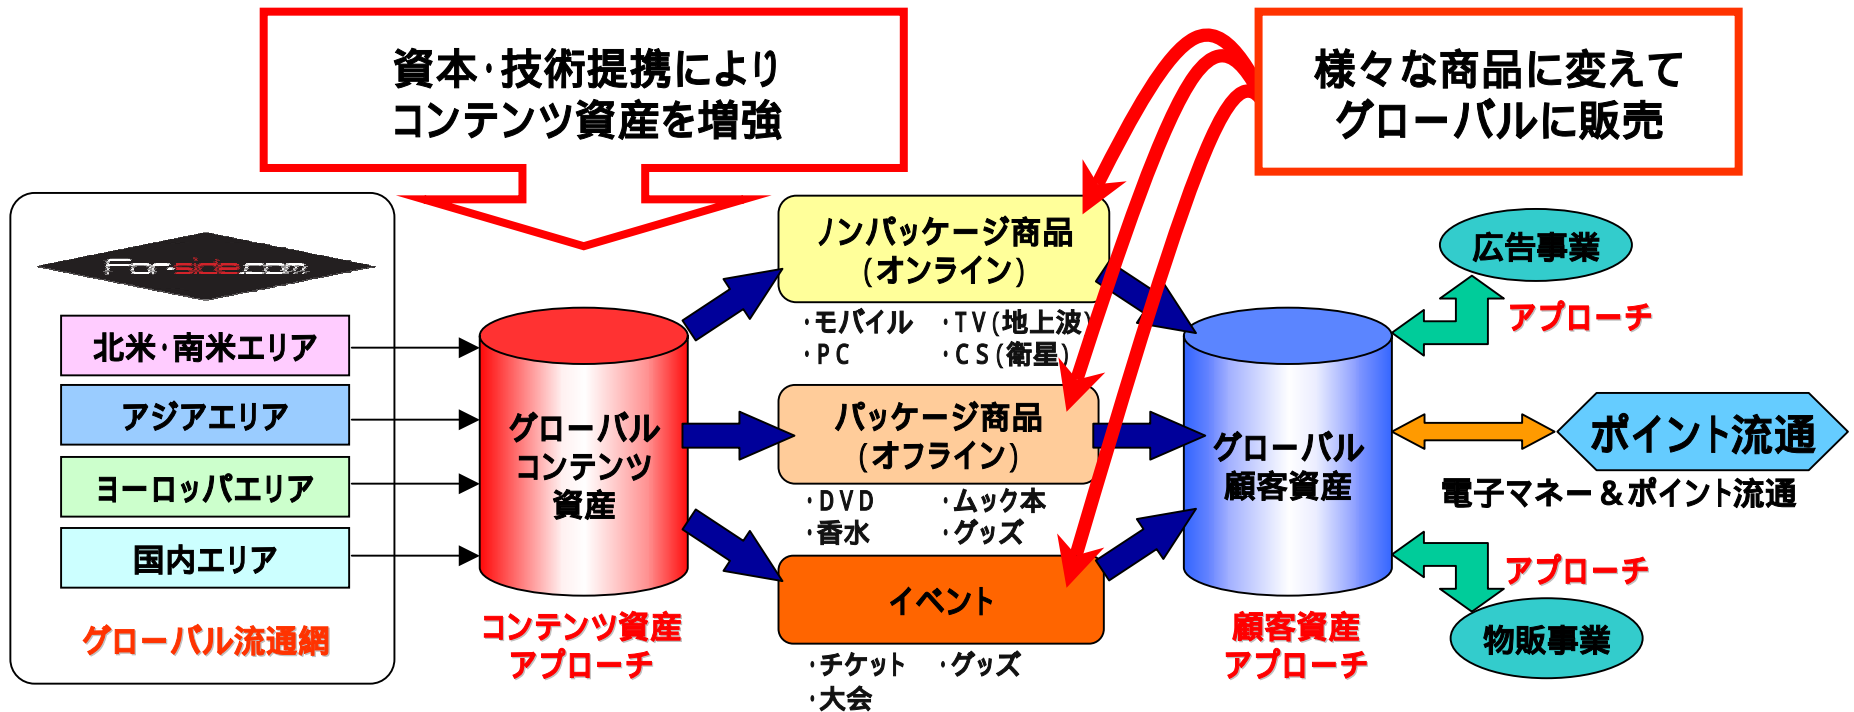 資本・技術提携により
コンテンツ資産を増強
様々な商品に変えて
グローバルに販売
For-side.com
北米・南米エリア
アジアエリア
ヨーロッパエリア
国内エリア
グローバル流通網
グローバル
コンテンツ
資産
コンテンツ資産
アプローチ
ノンパッケージ商品
(オンライン)
・モバイル ・TV(地上波)
・PC ・CS(衛星)
パッケージ商品
(オフライン)
・DVD ・ムック本
・香水 ・グッズ
イベント
・チケット ・グッズ
・大会
グローバル
顧客資産
顧客資産
アプローチ
広告事業
アプローチ
ポイント流通
電子マネー&ポイント流通
アプローチ
物販事業